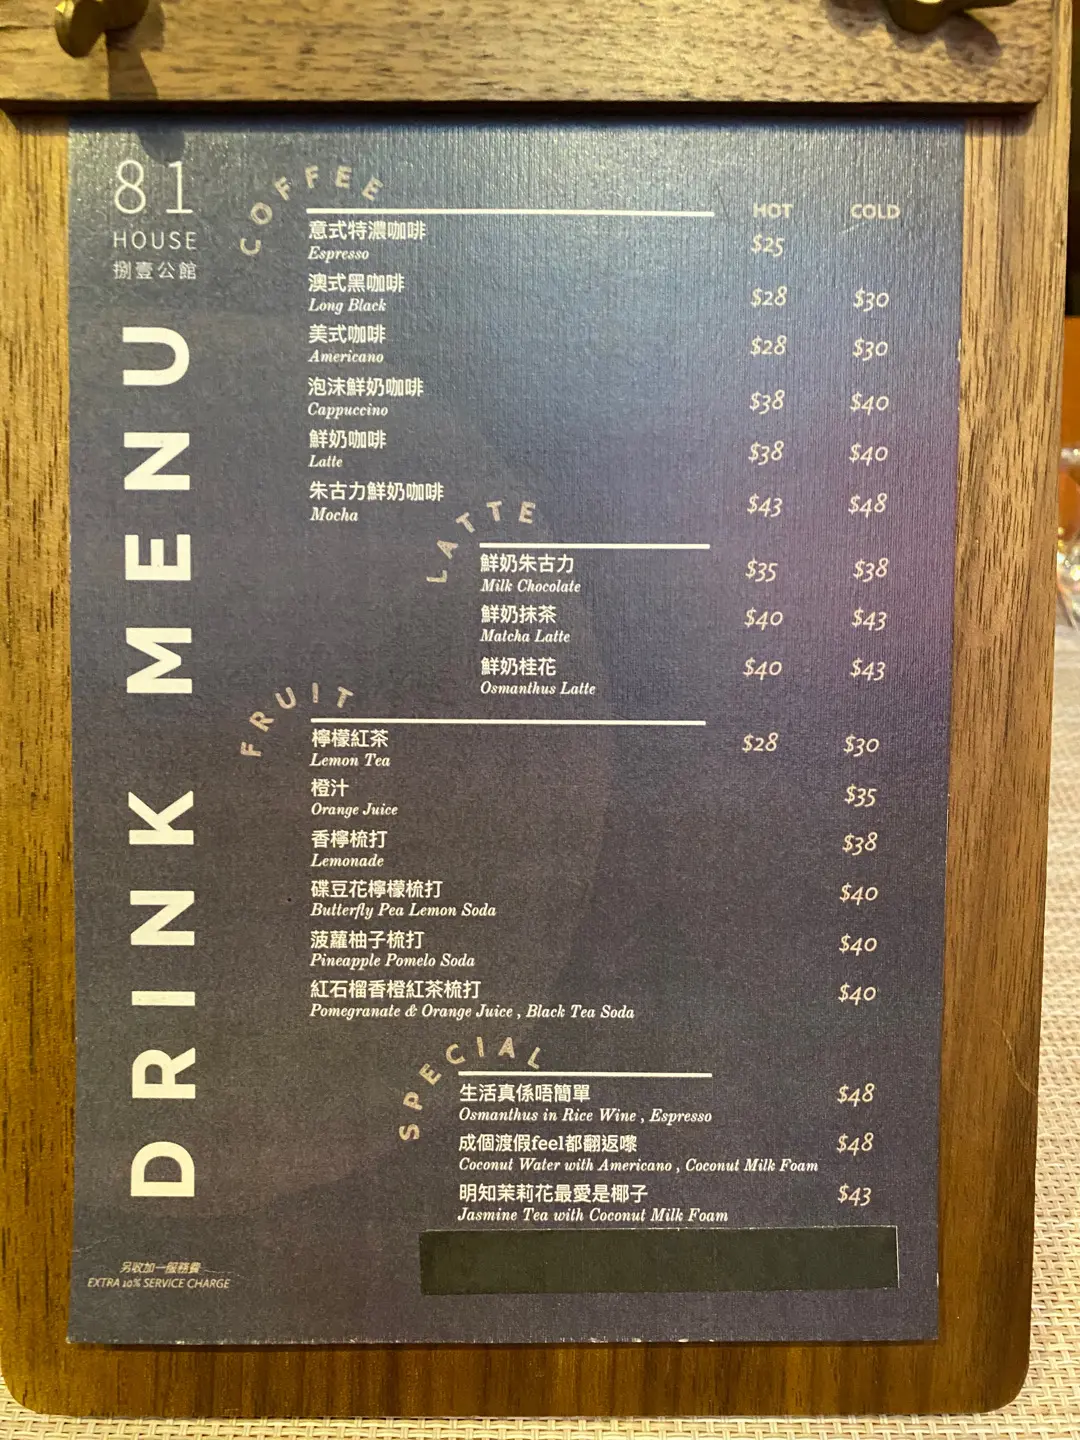 81
HOUSE
捌壹公館
DRINK MENU
COFFEE
HOT COLD
意式特濃咖啡
Espresso
$25
澳式黑咖啡
Long Black
$28 $30
美式咖啡
Americano
$28 $30
泡沫鮮奶咖啡
Cappuccino
$38 $40
鮮奶咖啡
Latte
$38 $40
朱古力鮮奶咖啡
Mocha
$43 $48
LATTE
鮮奶朱古力
Milk Chocolate
$35 $38
鮮奶抹茶
Matcha Latte
$40 $43
鮮奶桂花
Osmanthus Latte
$40 $43
FRUIT
檸檬紅茶
Lemon Tea
$28 $30
橙汁
Orange Juice
$35
香檸梳打
Lemonade
$38
碟豆花檸檬梳打
Butterfly Pea Lemon Soda
$40
菠蘿柚子梳打
Pineapple Pomelo Soda
$40
紅石榴香橙紅茶梳打
Pomegranate & Orange Juice , Black Tea Soda
$40
SPECIAL
生活真係唔簡單
Osmanthus in Rice Wine , Espresso
$48
成個渡假feel都翻返嚟
Coconut Water with Americano , Coconut Milk Foam
$48
明知茉莉花最愛是椰子
Jasmine Tea with Coconut Milk Foam
$43
另收加一服務費
EXTRA 10% SERVICE CHARGE